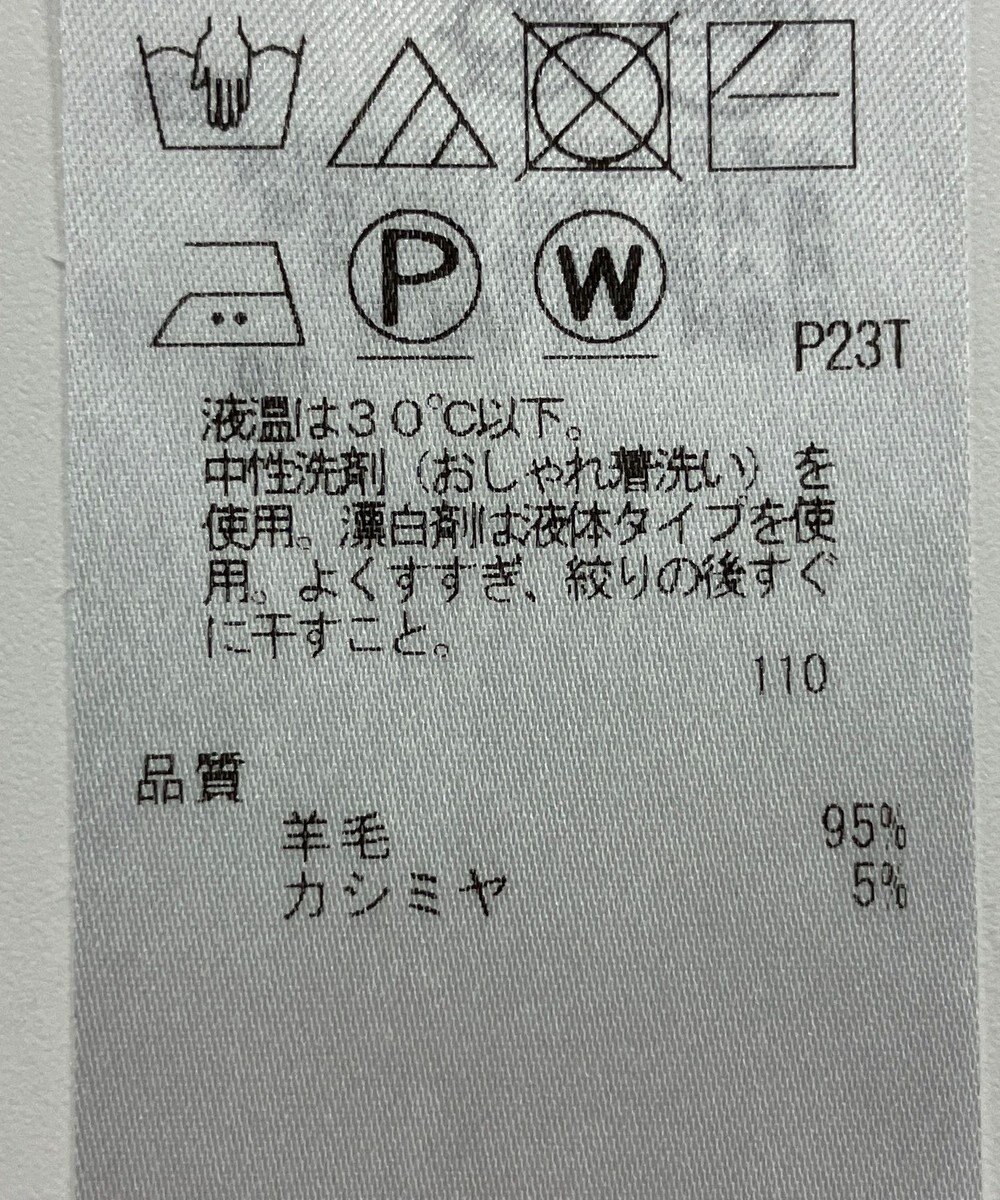 P
W
P23T
液温は30℃以下。
中性洗剤（おしゃれ着洗い）を
使用。漂白剤は液体タイプを使
用。よくすすぎ、絞りの後すぐ
に干すこと。
110
品質
羊毛 95%
カシミヤ 5%